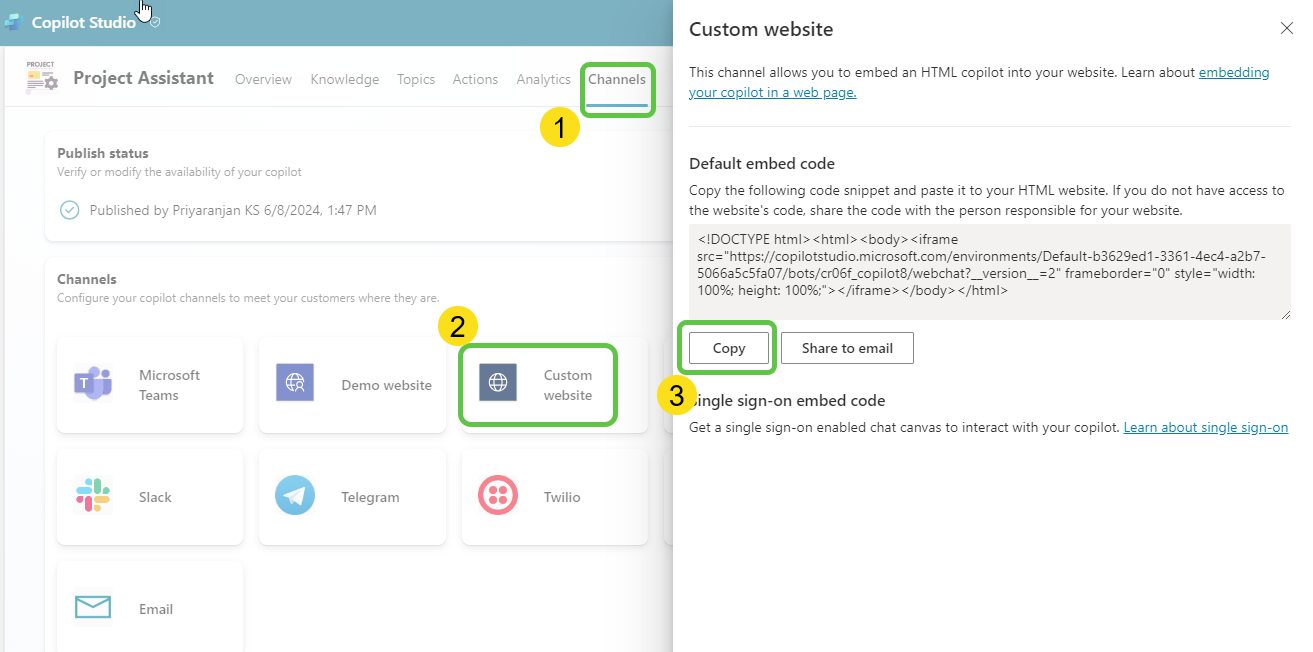 Copilot Studio
PROJECT
Project Assistant
Overview
Knowledge
Topics
Actions
Analytics
Channels
1
Publish status
Verify or modify the availability of your copilot
Published by Priyaranjan KS 6/8/2024, 1:47 PM
Channels
Configure your copilot channels to meet your customers where they are.
2
Microsoft
Teams
Demo website
Custom
website
Slack
Telegram
Twilio
Email
Custom website
This channel allows you to embed an HTML copilot into your website. Learn about embedding
your copilot in a web page.
Default embed code
Copy the following code snippet and paste it to your HTML website. If you do not have access to
the website's code, share the code with the person responsible for your website.
<!DOCTYPE html><html><body><iframe
src="https://copilotstudio.microsoft.com/environments/Default-b3629ed1-3361-4ec4-a2b7-
5066a5c5fa07/bots/cr06f_copilot8/webchat?__version__=2" frameborder="0" style="width:
100%; height: 100%;"></iframe></body></html>
Copy
Share to email
3
ingle sign-on embed code
Get a single sign-on enabled chat canvas to interact with your copilot. Learn about single sign-on